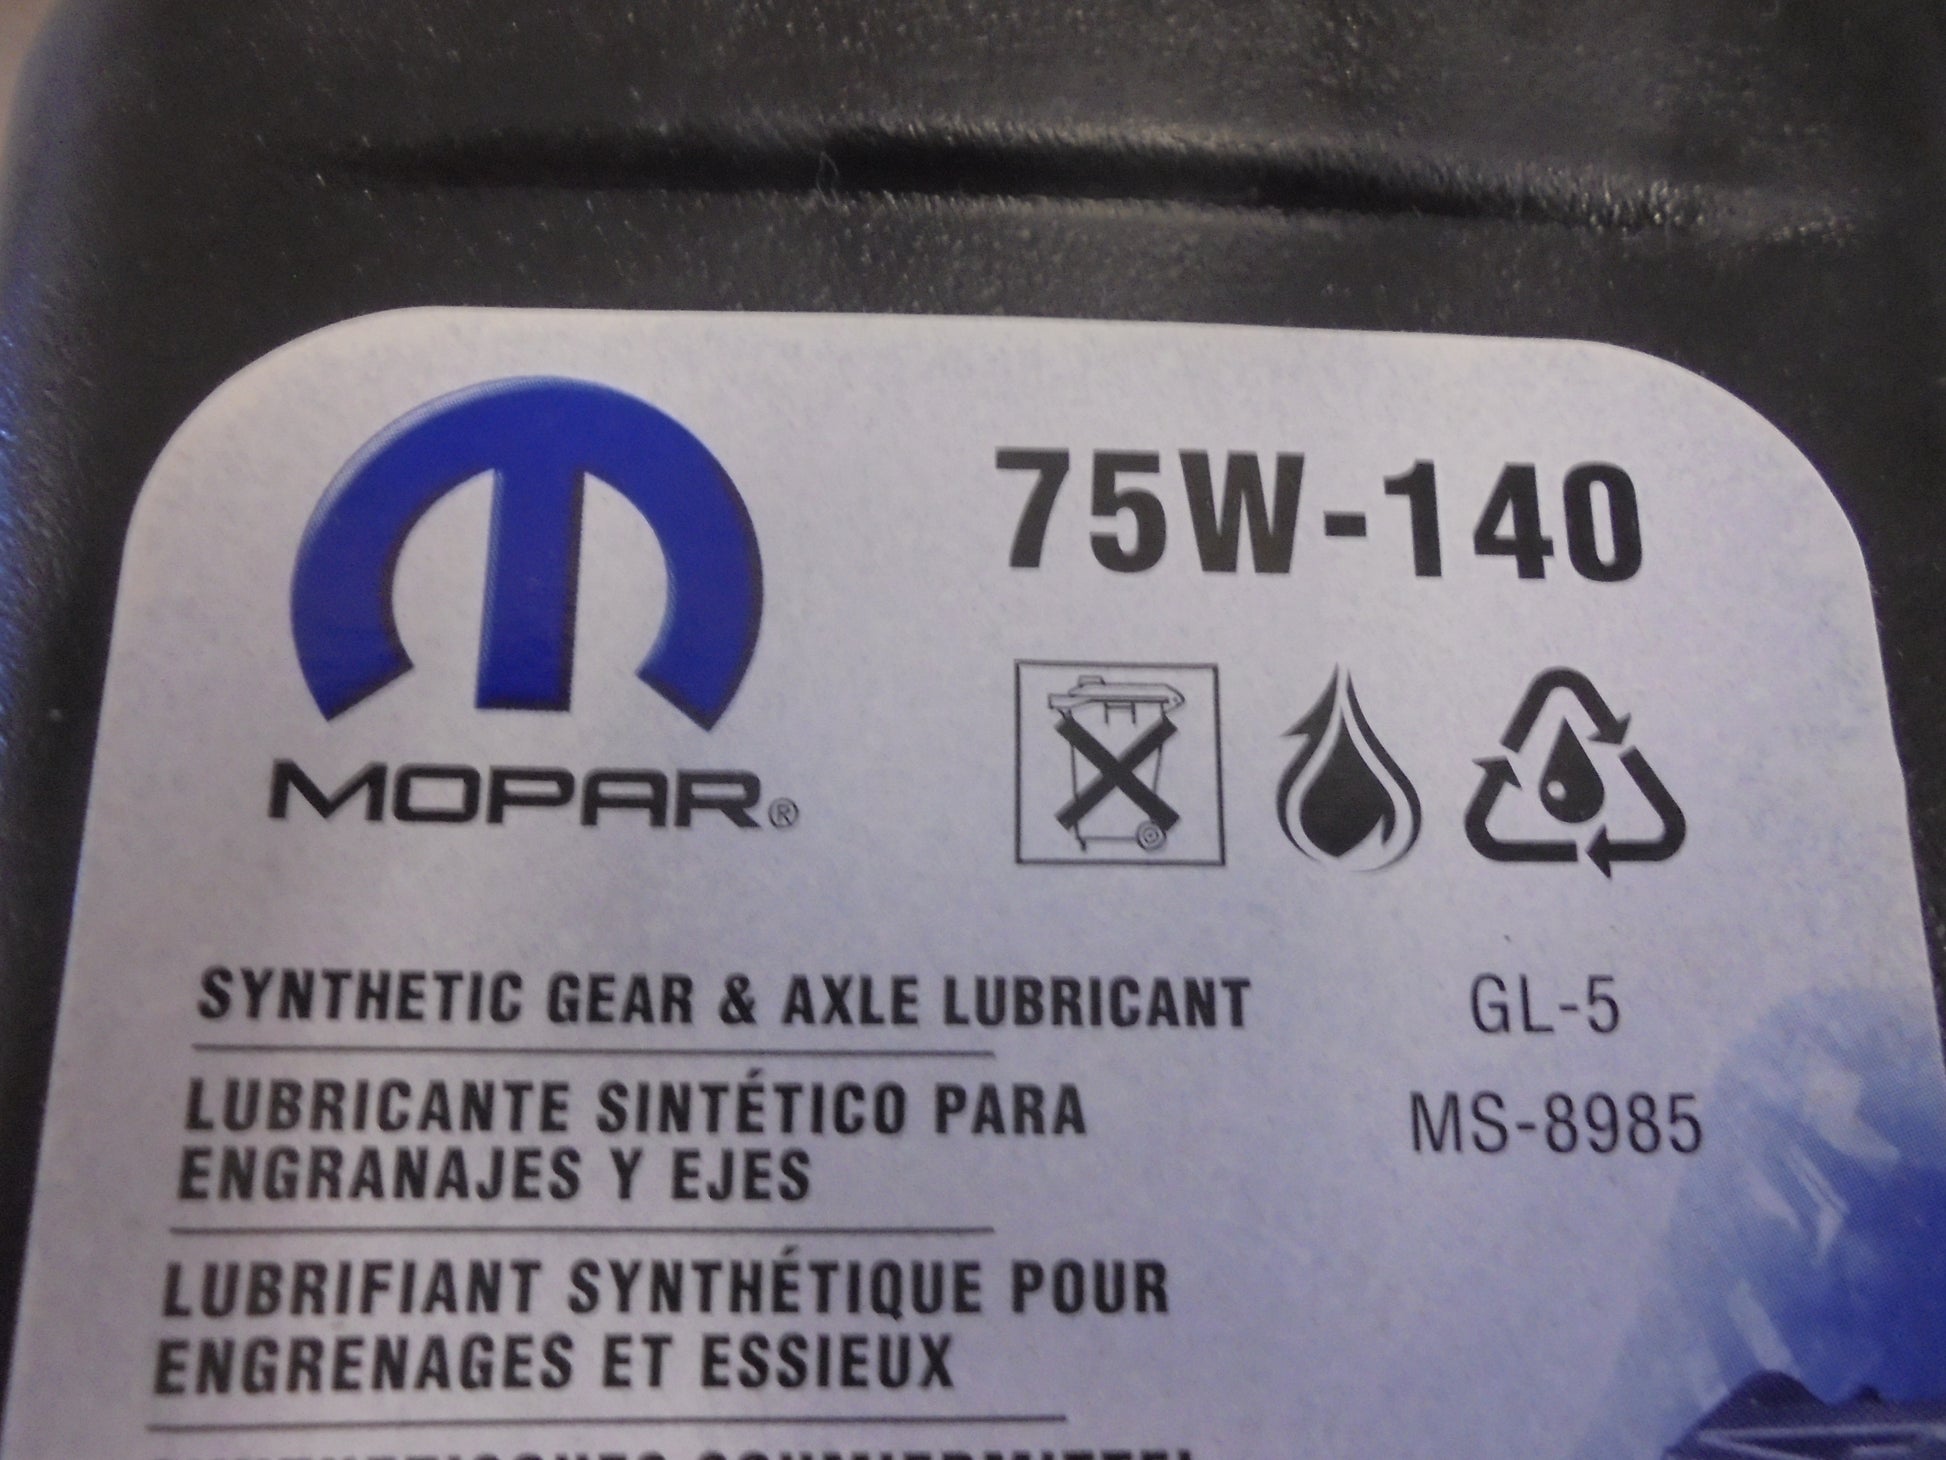 75W-140
MOPAR®
SYNTHETIC GEAR & AXLE LUBRICANT
GL-5
LUBRICANTE SINTÉTICO PARA
ENGRANAJES Y EJES
MS-8985
LUBRIFIANT SYNTHÉTIQUE POUR
ENGRENAGES ET ESSIEUX